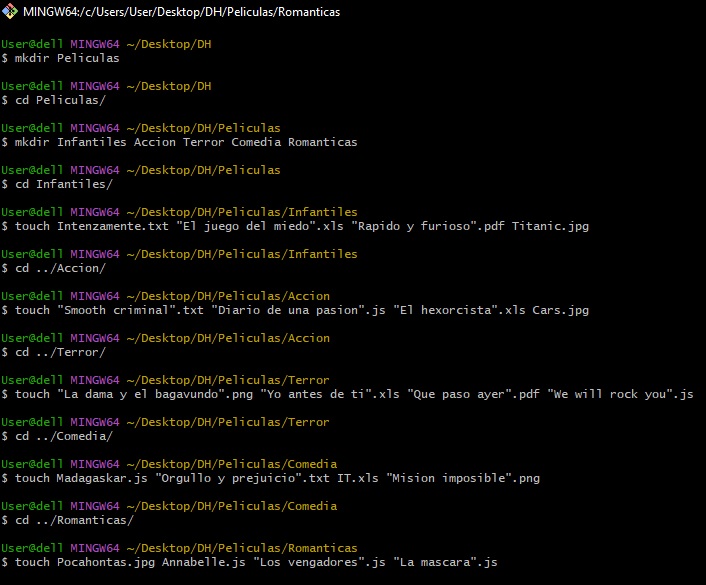 MINGW64:/c/Users/User/Desktop/DH/Peliculas/Romanticas
User@dell MINGW64 ~/Desktop/DH
$ mkdir Peliculas
User@dell MINGW64 ~/Desktop/DH
$ cd Peliculas/
User@dell MINGW64 ~/Desktop/DH/Peliculas
$ mkdir Infantiles Accion Terror Comedia Romanticas
User@dell MINGW64 ~/Desktop/DH/Peliculas
$ cd Infantiles/
User@dell MINGW64 ~/Desktop/DH/Peliculas/Infantiles
$ touch Intenzamente.txt "El juego del miedo".xls "Rapido y furioso".pdf Titanic.jpg
User@dell MINGW64 ~/Desktop/DH/Peliculas/Infantiles
$ cd ../Accion/
User@dell MINGW64 ~/Desktop/DH/Peliculas/Accion
$ touch "Smooth criminal".txt "Diario de una pasion".js "El hexorcista".xls Cars.jpg
User@dell MINGW64 ~/Desktop/DH/Peliculas/Accion
$ cd ../Terror/
User@dell MINGW64 ~/Desktop/DH/Peliculas/Terror
$ touch "La dama y el bagavundo".png "Yo antes de ti".xls "Que paso ayer".pdf "We will rock you".js
User@dell MINGW64 ~/Desktop/DH/Peliculas/Terror
$ cd ../Comedia/
User@dell MINGW64 ~/Desktop/DH/Peliculas/Comedia
$ touch Madagaskar.js "Orgullo y prejuicio".txt IT.xls "Mision imposible".png
User@dell MINGW64 ~/Desktop/DH/Peliculas/Comedia
$ cd ../Romanticas/
User@dell MINGW64 ~/Desktop/DH/Peliculas/Romanticas
$ touch Pocahontas.jpg Annabelle.js "Los vengadores".js "La mascara".js